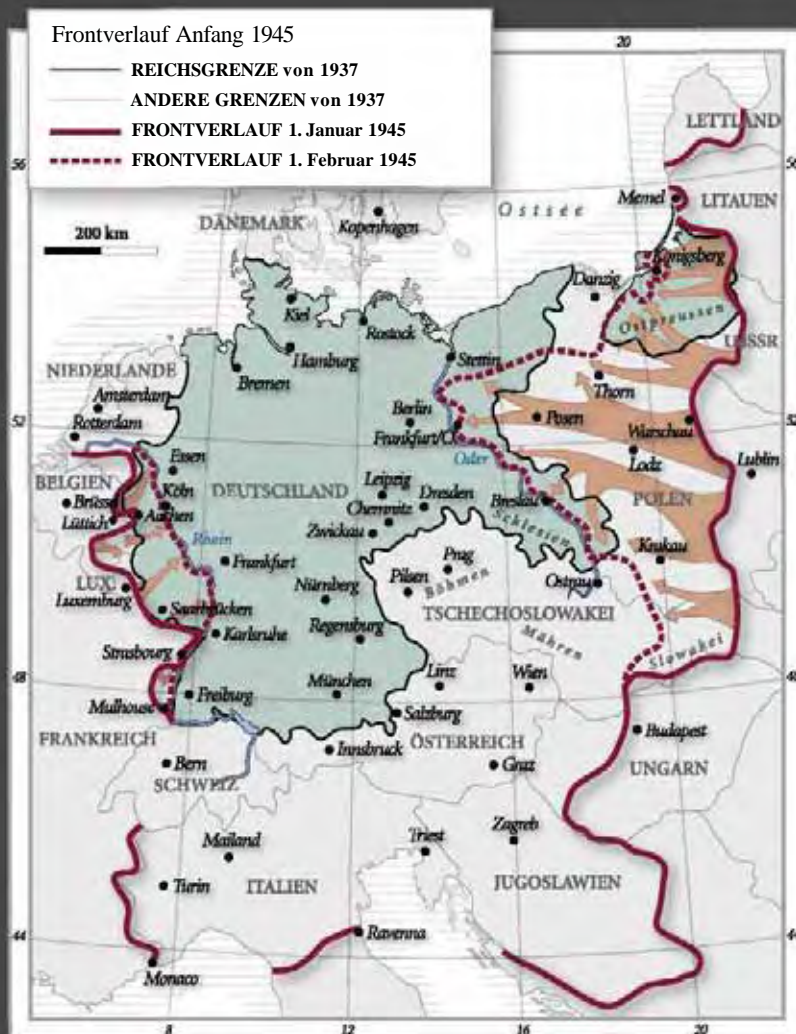 Frontverlauf Anfang 1945
REICHSGRENZE von 1937
ANDERE GRENZEN von 1937
FRONTVERLAUF 1. Januar 1945
FRONTVERLAUF 1. Februar 1945
20
LETTLAND
56
56
Memel
LITAUEN
200 km
DÄNEMARK
Kopenhagen
Ostsee
Königsberg
Danzig
Ostpreussen
Kiel
Rostock
UDSSR
Hamburg
Stettin
NIEDERLANDE
Bremen
Thorn
Amsterdam
52
52
Rotterdam
Berlin
Posen
Warschau
Frankfurt/O.
Essen
Oder
Lodz
Lublin
BELGIEN
Köln
DEUTSCHLAND
Leipzig
Dresden
Breslau
POLEN
Brüssel
Aachen
Chemnitz
Schlesien
Lüttich
Zwickau
Rhein
Frankfurt
Prag
Krakau
LUX.
Pilsen
Böhmen
Ostrau
Luxemburg
Nürnberg
TSCHECHOSLOWAKEI
Saarbrücken
Karlsruhe
Regensburg
Mähren
Strasbourg
Slowakei
48
48
Linz
Wien
Freiburg
München
Mulhouse
Salzburg
Budapest
FRANKREICH
Innsbruck
ÖSTERREICH
Bern
Graz
UNGARN
SCHWEIZ
Mailand
Triest
Zagreb
Turin
ITALIEN
JUGOSLAWIEN
44
44
Ravenna
Monaco
8
12
16
20